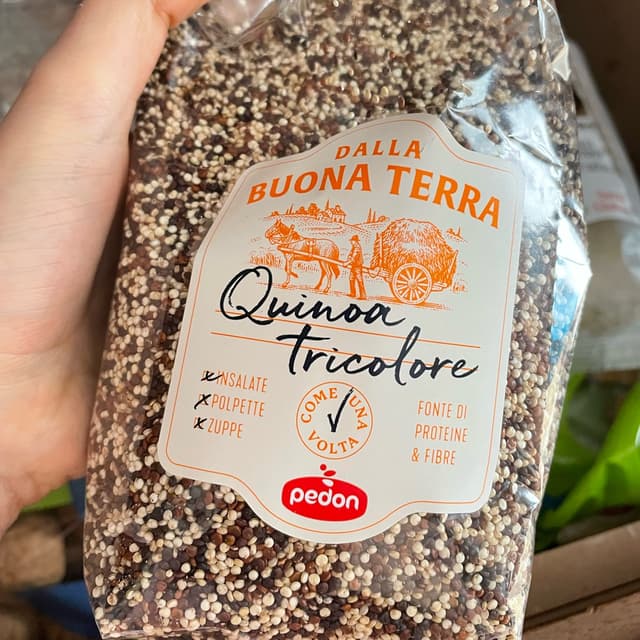 DALLA
BUONA TERRA
Quinoa
tricolore
INSALATE
POLPETTE
ZUPPE
COME UNA
VOLTA
FONTE DI
PROTEINE
& FIBRE
pedon